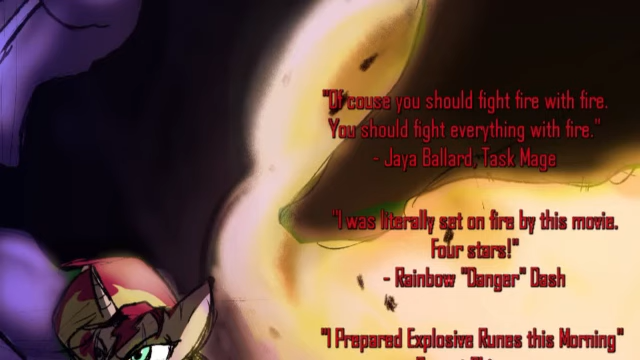 "Of couse you should fight fire with fire.
You should fight everything with fire."
- Jaya Ballard, Task Mage
"I was literally set on fire by this movie.
Four stars!"
- Rainbow "Danger" Dash
"I Prepared Explosive Runes this Morning"